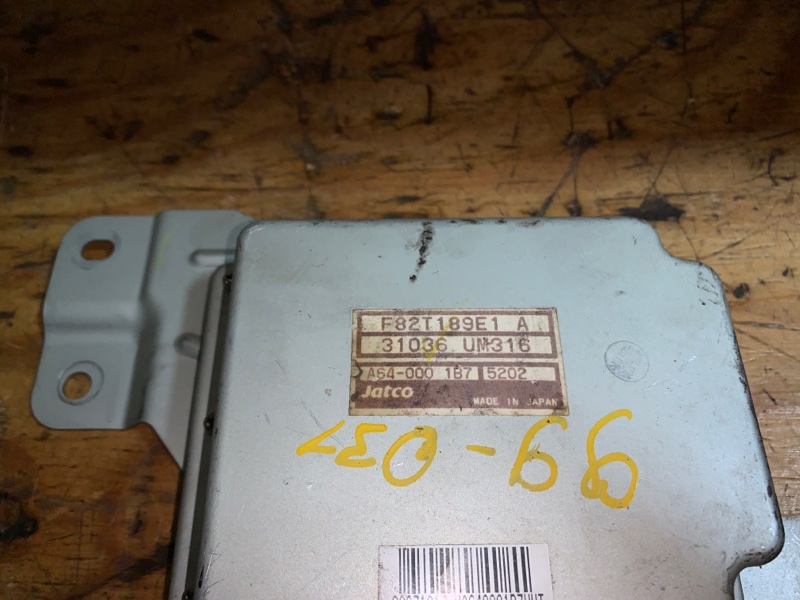 F82T189E1 A
31036 UM316
A64-000 1B7 5202
Jatco MADE IN JAPAN
99-037